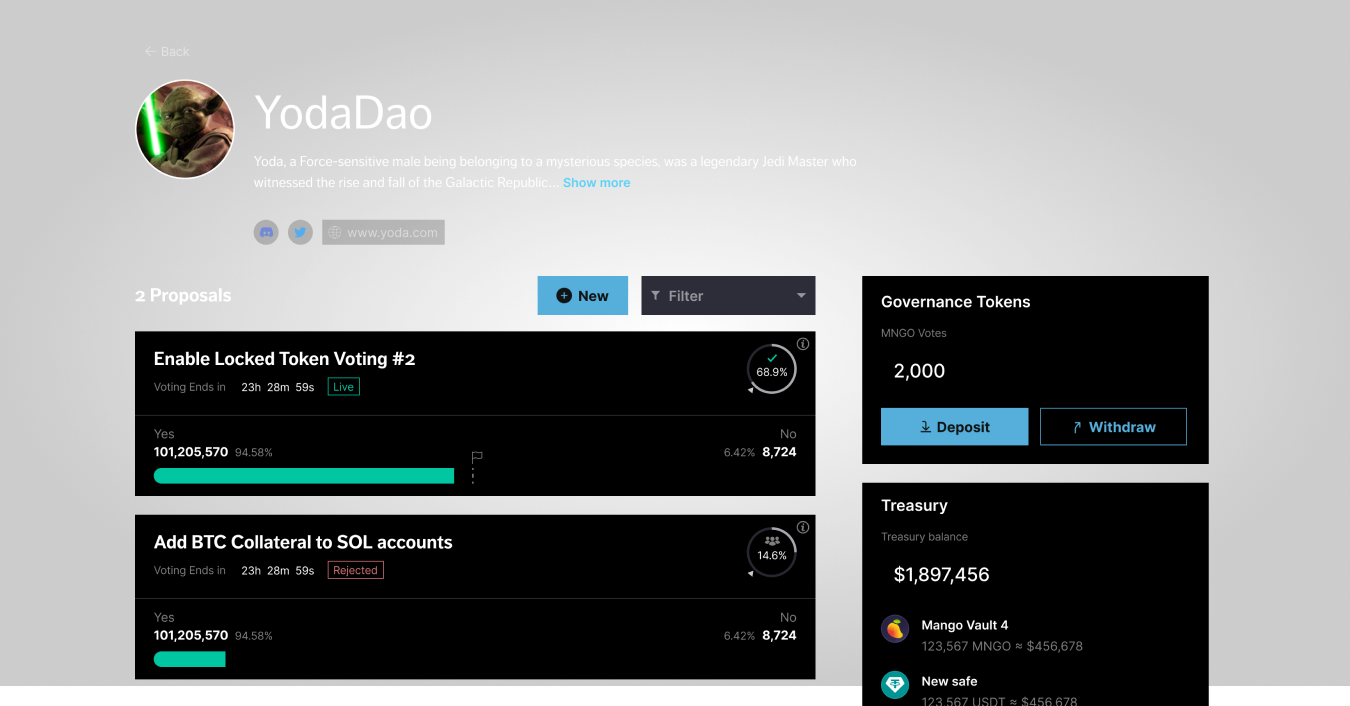 Back
YodaDao
Yoda, a Force-sensitive male being belonging to a mysterious species, was a legendary Jedi Master who
witnessed the rise and fall of the Galactic Republic... Show more
www.yoda.com
2 Proposals
New
Filter
Enable Locked Token Voting #2
Voting Ends in 23h 28m 59s Live
68.9%
Yes
No
101,205,570 94.58%
6.42% 8,724
Add BTC Collateral to SOL accounts
Voting Ends in 23h 28m 59s Rejected
14.6%
Yes
No
101,205,570 94.58%
6.42% 8,724
Governance Tokens
MNGO Votes
2,000
Deposit
Withdraw
Treasury
Treasury balance
$1,897,456
Mango Vault 4
123,567 MNGO ≈ $456,678
New safe
123,567 USDT ≈ $456,678